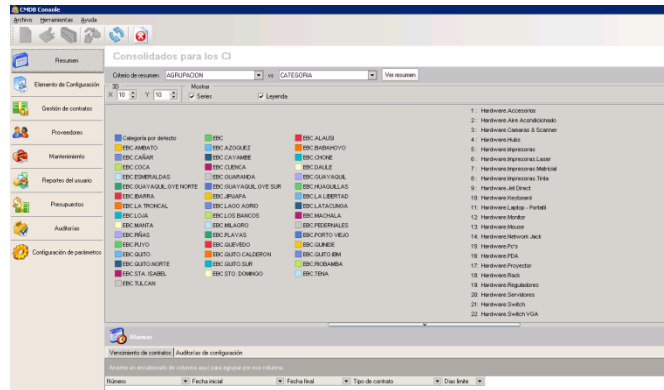 CMDB Console
Archivo Herramientas Ayuda
Resumen
Elemento de Configuración
Gestión de contratos
Proveedores
Mantenimiento
Reportes del usuario
Presupuestos
Auditorías
Configuración de parámetros
Consolidados para los CI
Criterio de resumen AGRUPACION vs CATEGORIA Ver resumen
3D Mostrar
X 10 Y 10 Series Leyenda
Categoría por defecto EBC EBC.ALAUSI
EBC.AMBATO EBC.AZOGUEZ EBC.BABAHOYO
EBC.CAÑAR EBC.CAYAMBE EBC.CHONE
EBC.COCA EBC.CUENCA EBC.DAULE
EBC.ESMERALDAS EBC.GUARANDA EBC.GUAYAQUIL
EBC.GUAYAQUIL.GYE NORTE EBC.GUAYAQUIL.GYE SUR EBC.HUAQUILLAS
EBC.IBARRA EBC.JIPIJAPA EBC.LA LIBERTAD
EBC.LA TRONCAL EBC.LAGO AGRIO EBC.LATACUNGA
EBC.LOJA EBC.LOS BANCOS EBC.MACHALA
EBC.MANTA EBC.MILAGRO EBC.PEDERNALES
EBC.PIÑAS EBC.PLAYAS EBC.PORTO VIEJO
EBC.PUYO EBC.QUEVEDO EBC.QUINDE
EBC.QUITO EBC.QUITO.CALDERON EBC.QUITO.IBM
EBC.QUITO.NORTE EBC.QUITO.SUR EBC.RIOBAMBA
EBC.STA. ISABEL EBC.STO. DOMINGO EBC.TENA
EBC.TULCAN
1: Hardware.Accesorios
2: Hardware.Aire Acondicionado
3: Hardware.Camaras & Scanner
4: Hardware.Hubs
5: Hardware.Impresoras
6: Hardware.Impresoras.Laser
7: Hardware.Impresoras.Matricial
8: Hardware.Impresoras.Tinta
9: Hardware.Jet Direct
10: Hardware.Keyboard
11: Hardware.Laptop - Portatil
12: Hardware.Monitor
13: Hardware.Mouse
14: Hardware.Network Jack
15: Hardware.Pc's
16: Hardware.PDA
17: Hardware.Proyector
18: Hardware.Rack
19: Hardware.Reguladores
20: Hardware.Servidores
21: Hardware.Switch
22: Hardware.Switch VGA
Alarmas
Vencimiento de contratos Auditorías de configuración
Arrastre un encabezado de columna aquí para agrupar por esa columna
Número Fecha inicial Fecha final Tipo de contrato Días límite